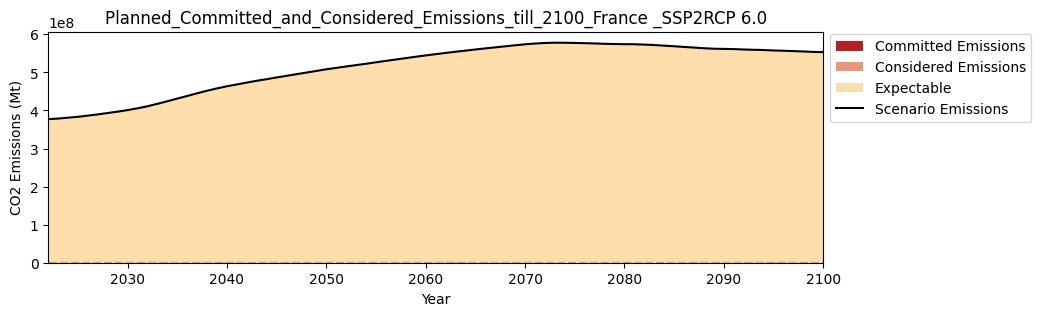 Planned_Committed_and_Considered_Emissions_till_2100_France _SSP2RCP 6.0
1e8
6
5
4
3
2
1
0
CO2 Emissions (Mt)
2030 2040 2050 2060 2070 2080 2090 2100
Year
Committed Emissions
Considered Emissions
Expectable
Scenario Emissions